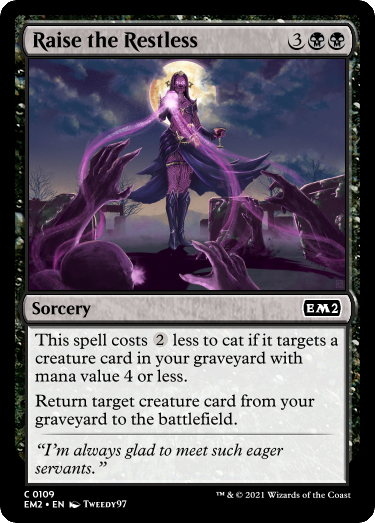 Raise the Restless 3
Sorcery EM2
This spell costs 2 less to cat if it targets a
creature card in your graveyard with
mana value 4 or less.
Return target creature card from your
graveyard to the battlefield.
“I’m always glad to meet such eager
servants.”
C 0109
EM2 • EN Tweedy97
™ & © 2021 Wizards of the Coast